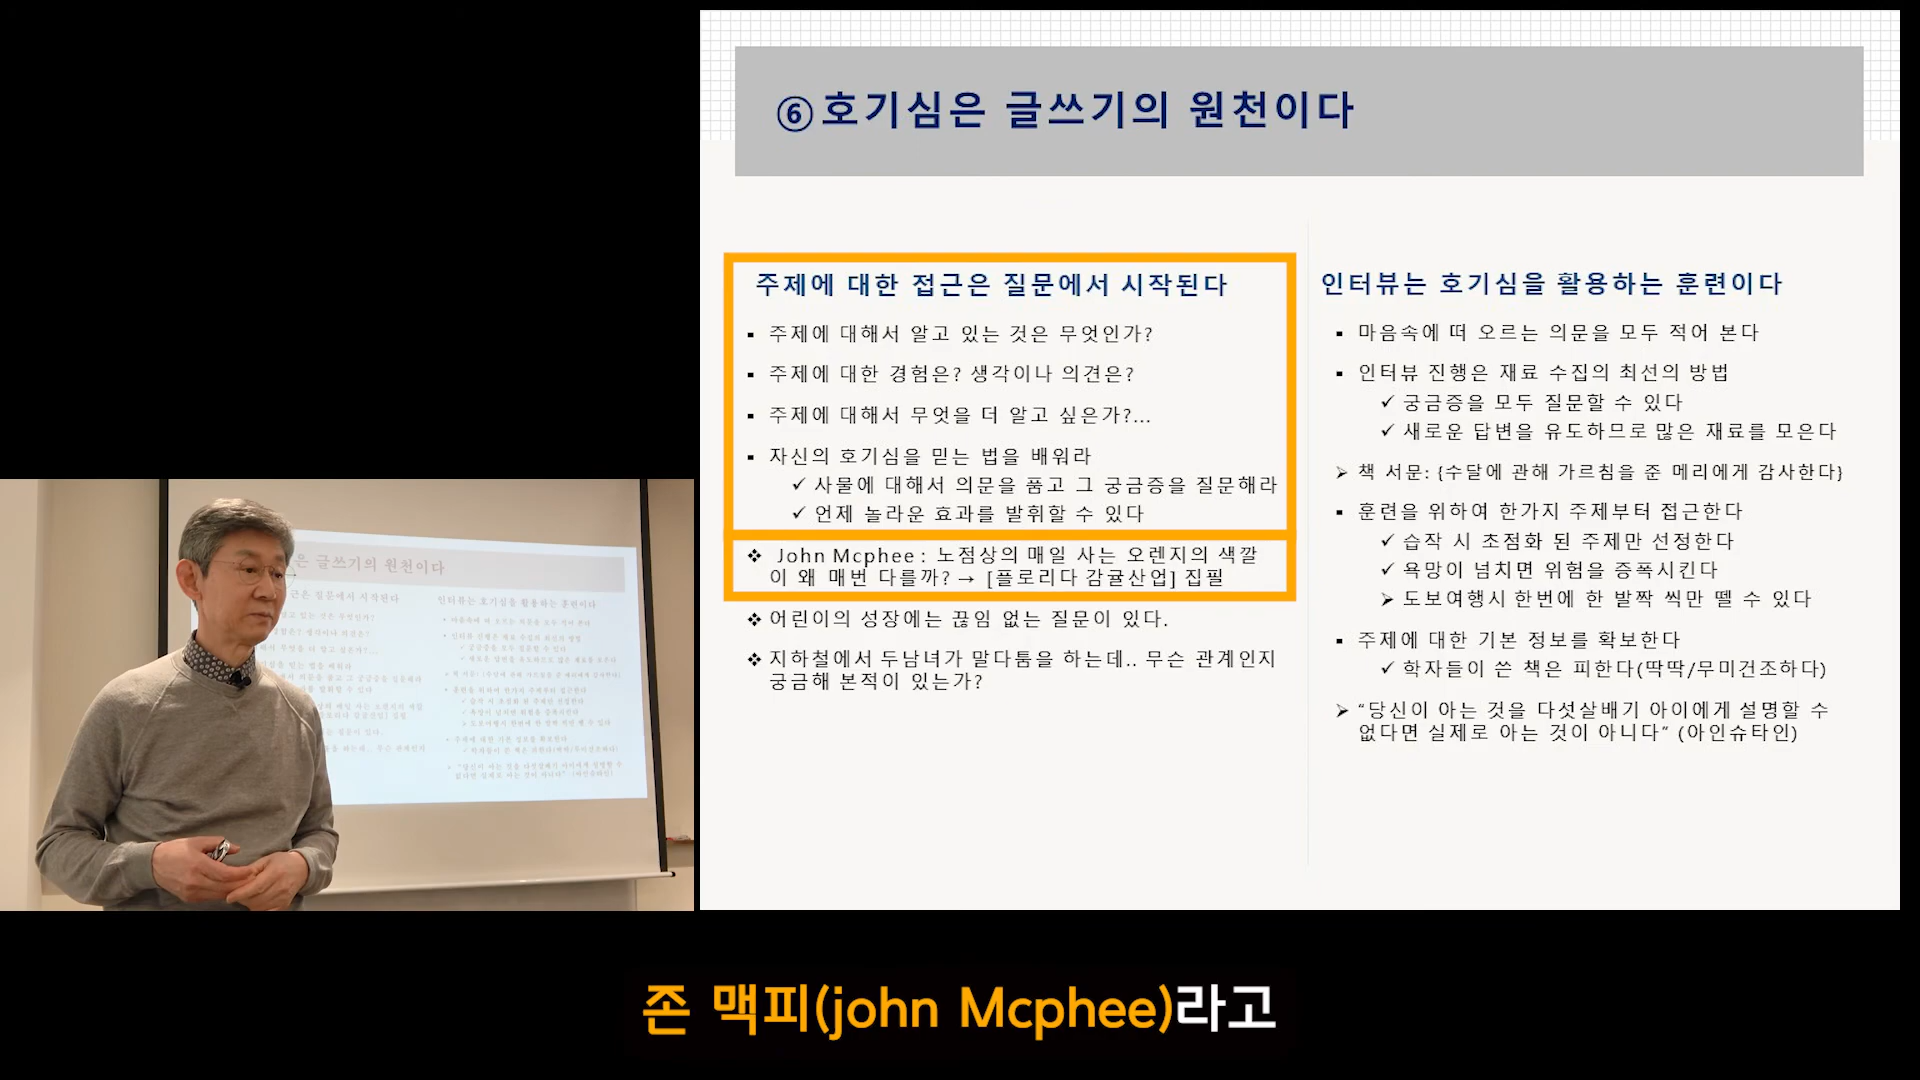 ⑥호기심은 글쓰기의 원천이다
주제에 대한 접근은 질문에서 시작된다
▪ 주제에 대해서 알고 있는 것은 무엇인가?
▪ 주제에 대한 경험은? 생각이나 의견은?
▪ 주제에 대해서 무엇을 더 알고 싶은가?...
▪ 자신의 호기심을 믿는 법을 배워라
✓ 사물에 대해서 의문을 품고 그 궁금증을 질문해라
✓ 언제 놀라운 효과를 발휘할 수 있다
❖ John Mcphee : 노점상의 매일 사는 오렌지의 색깔
이 왜 매번 다를까? → [플로리다 감귤산업] 집필
❖ 어린이의 성장에는 끊임 없는 질문이 있다.
❖ 지하철에서 두남녀가 말다툼을 하는데.. 무슨 관계인지
궁금해 본적이 있는가?
인터뷰는 호기심을 활용하는 훈련이다
▪ 마음속에 떠 오르는 의문을 모두 적어 본다
▪ 인터뷰 진행은 재료 수집의 최선의 방법
✓ 궁금증을 모두 질문할 수 있다
✓ 새로운 답변을 유도하므로 많은 재료를 모은다
➢ 책 서문: {수달에 관해 가르침을 준 메리에게 감사한다}
▪ 훈련을 위하여 한가지 주제부터 접근한다
✓ 습작 시 초점화 된 주제만 선정한다
✓ 욕망이 넘치면 위험을 증폭시킨다
➢ 도보여행시 한번에 한 발짝 씩만 뗄 수 있다
▪ 주제에 대한 기본 정보를 확보한다
✓ 학자들이 쓴 책은 피한다(딱딱/무미건조하다)
➢ “당신이 아는 것을 다섯살배기 아이에게 설명할 수
없다면 실제로 아는 것이 아니다” (아인슈타인)
은 글쓰기의 원천이다
존 맥피(john Mcphee)라고